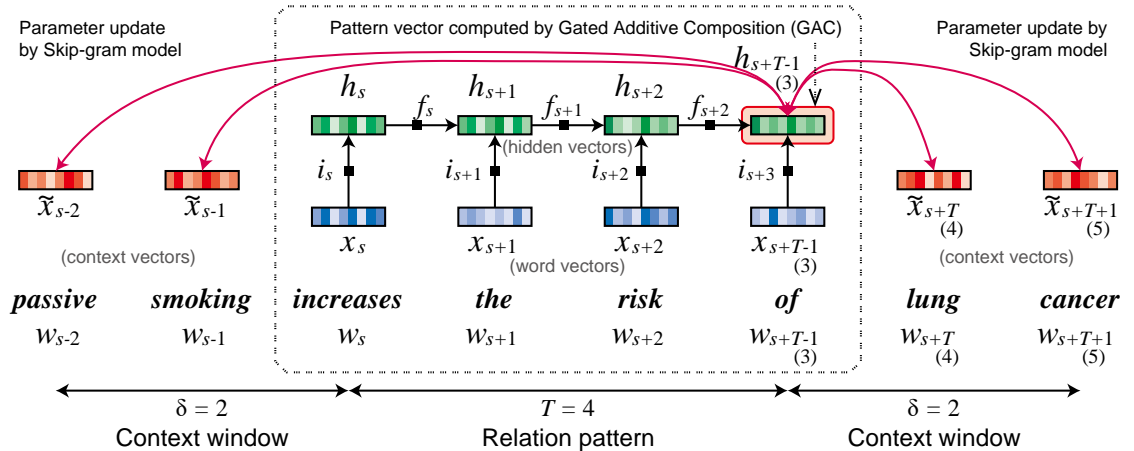 Parameter update
by Skip-gram model
Pattern vector computed by Gated Additive Composition (GAC)
Parameter update
by Skip-gram model
h_s f_s h_{s+1} f_{s+1} h_{s+2} f_{s+2} h_{s+T-1}
(3)
(hidden vectors)
i_s i_{s+1} i_{s+2} i_{s+3}
x̃_{s-2} x̃_{s-1} x_s x_{s+1} x_{s+2} x_{s+T-1} x̃_{s+T} x̃_{s+T+1}
(3) (4) (5)
(context vectors) (word vectors) (context vectors)
passive smoking increases the risk of lung cancer
w_{s-2} w_{s-1} w_s w_{s+1} w_{s+2} w_{s+T-1} w_{s+T} w_{s+T+1}
(3) (4) (5)
δ = 2 T = 4 δ = 2
Context window Relation pattern Context window